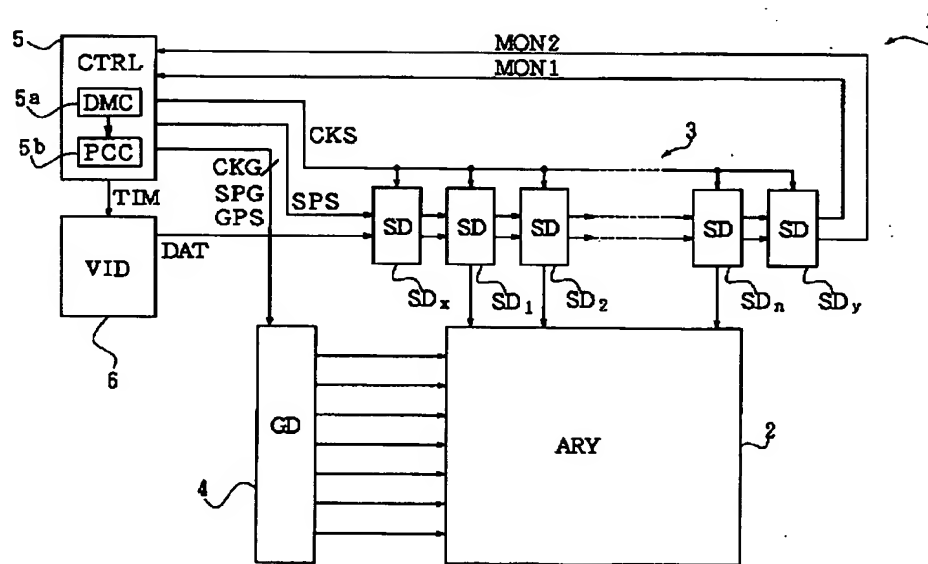 5
CTRL
MON2
MON1
5a
DMC
5b
PCC
CKS
3
CKG
SPG
GPS
SPS
TIM
VID
DAT
SD
SD
SD
SD
SD
SDx
SD1
SD2
SDn
SDy
6
GD
ARY
2
4